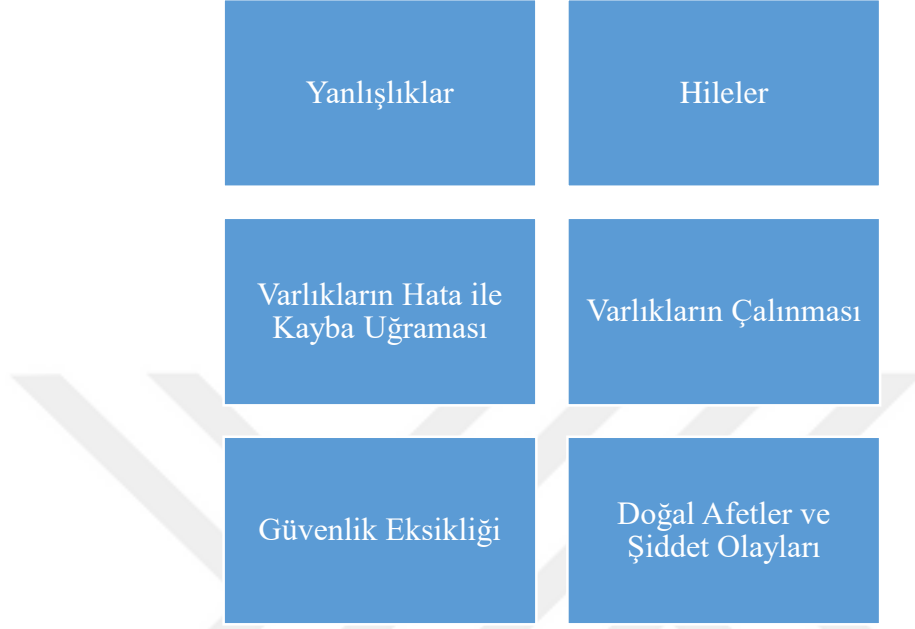 Yanlışlıklar
Hileler
Varlıkların Hata ile
Kayba Uğraması
Varlıkların Çalınması
Güvenlik Eksikliği
Doğal Afetler ve
Şiddet Olayları